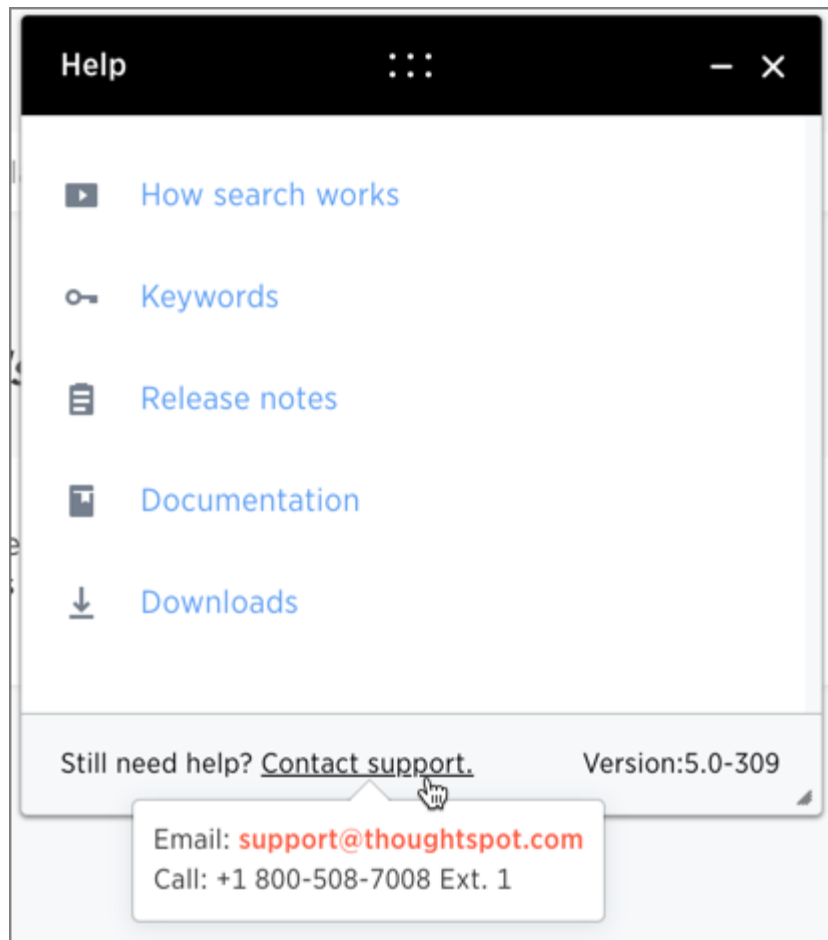 Help
How search works
Keywords
Release notes
Documentation
Downloads
Still need help? Contact support. Version:5.0-309
Email: support@thoughtspot.com
Call: +1 800-508-7008 Ext. 1